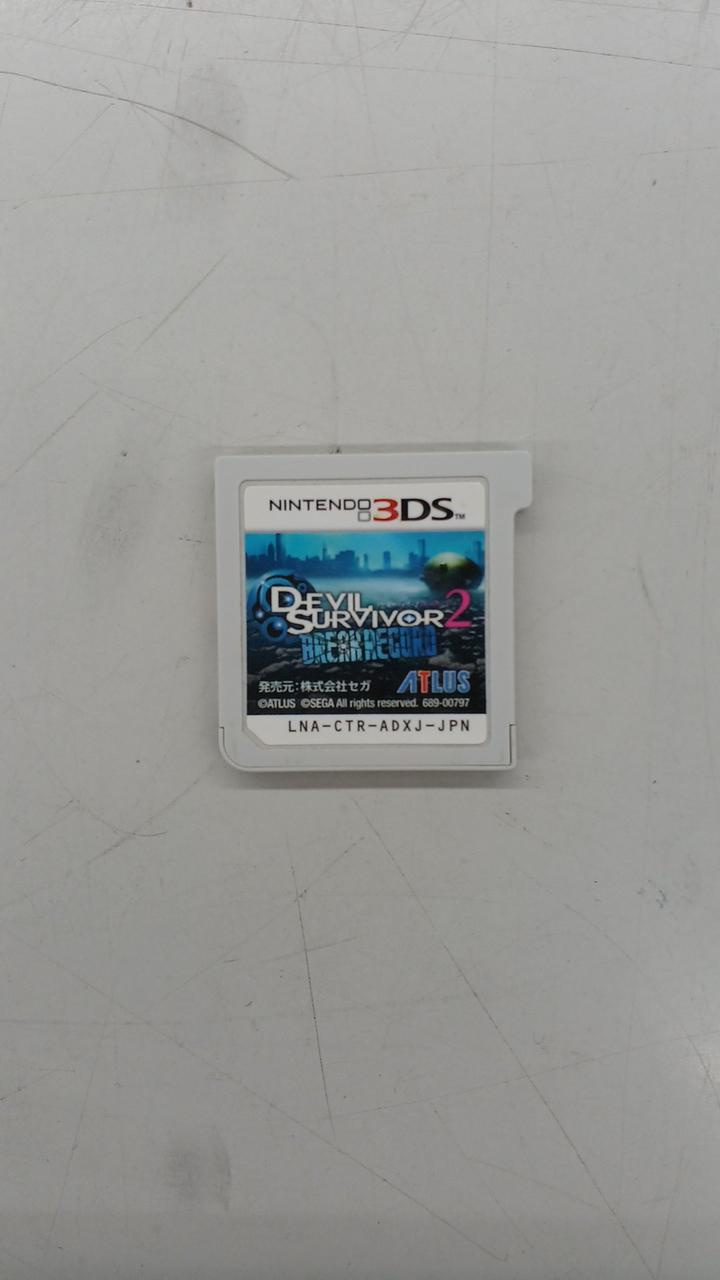 NINTENDO 3DS™
DEVIL
SURVIVOR 2
BREAK RECORD
発売元:株式会社セガ ATLUS
©ATLUS ©SEGA All rights reserved. 689-00797
LNA-CTR-ADXJ-JPN